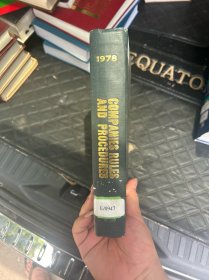 1978
COMPANIES RULES
AND PROCEDURES
EQUATO